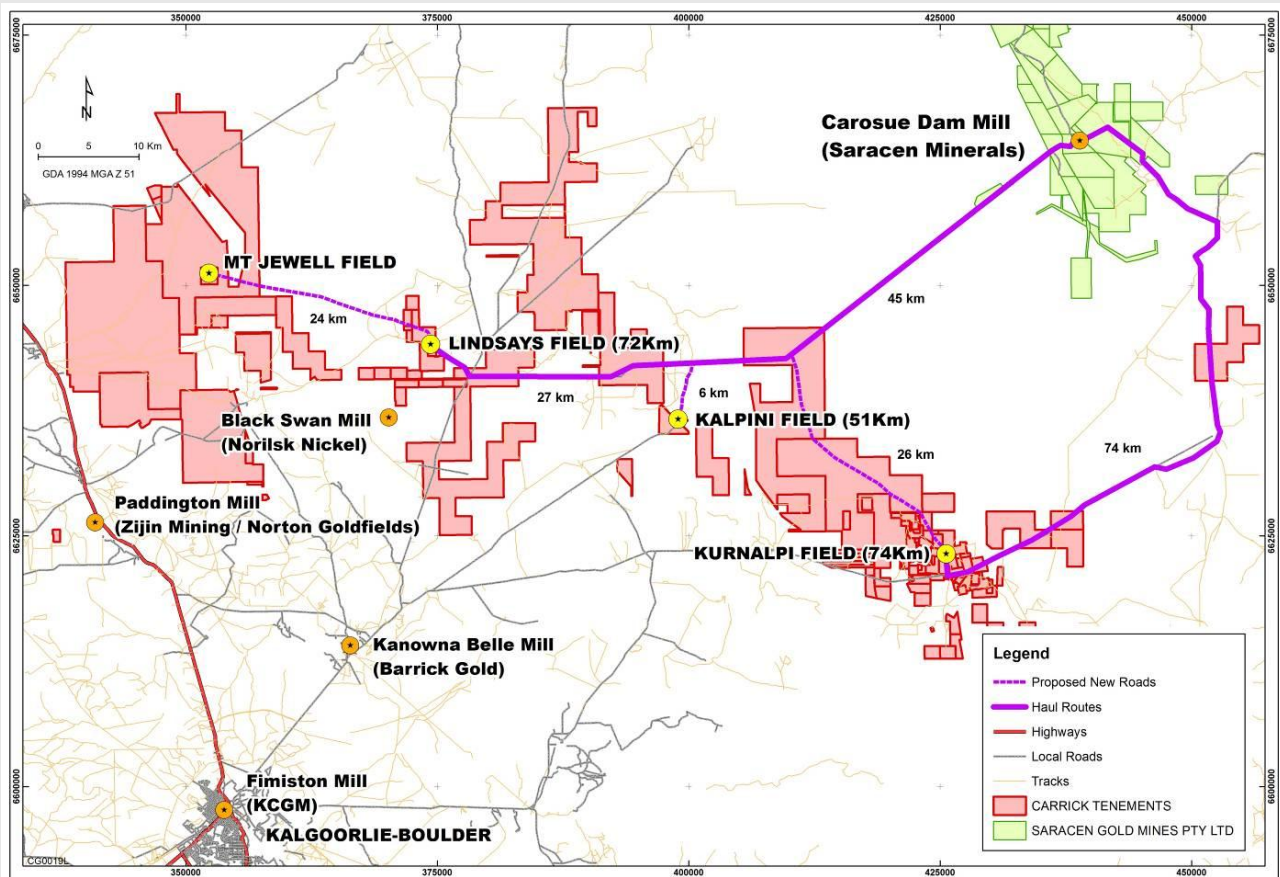 350000
375000
400000
425000
450000
6675000
6675000
N
0 5 10 Km
GDA 1994 MGA Z 51
Carosue Dam Mill
(Saracen Minerals)
MT JEWELL FIELD
6650000
6650000
24 km
45 km
LINDSAYS FIELD (72Km)
27 km
6 km
Black Swan Mill
(Norilsk Nickel)
KALPINI FIELD (51Km)
26 km
74 km
Paddington Mill
(Zijin Mining / Norton Goldfields)
6625000
6625000
KURNALPI FIELD (74Km)
Kanowna Belle Mill
(Barrick Gold)
Legend
Proposed New Roads
Haul Routes
Highways
Local Roads
Tracks
CARRICK TENEMENTS
SARACEN GOLD MINES PTY LTD
6600000
6600000
Fimiston Mill
(KCGM)
KALGOORLIE-BOULDER
CG0019L
350000
375000
400000
425000
450000